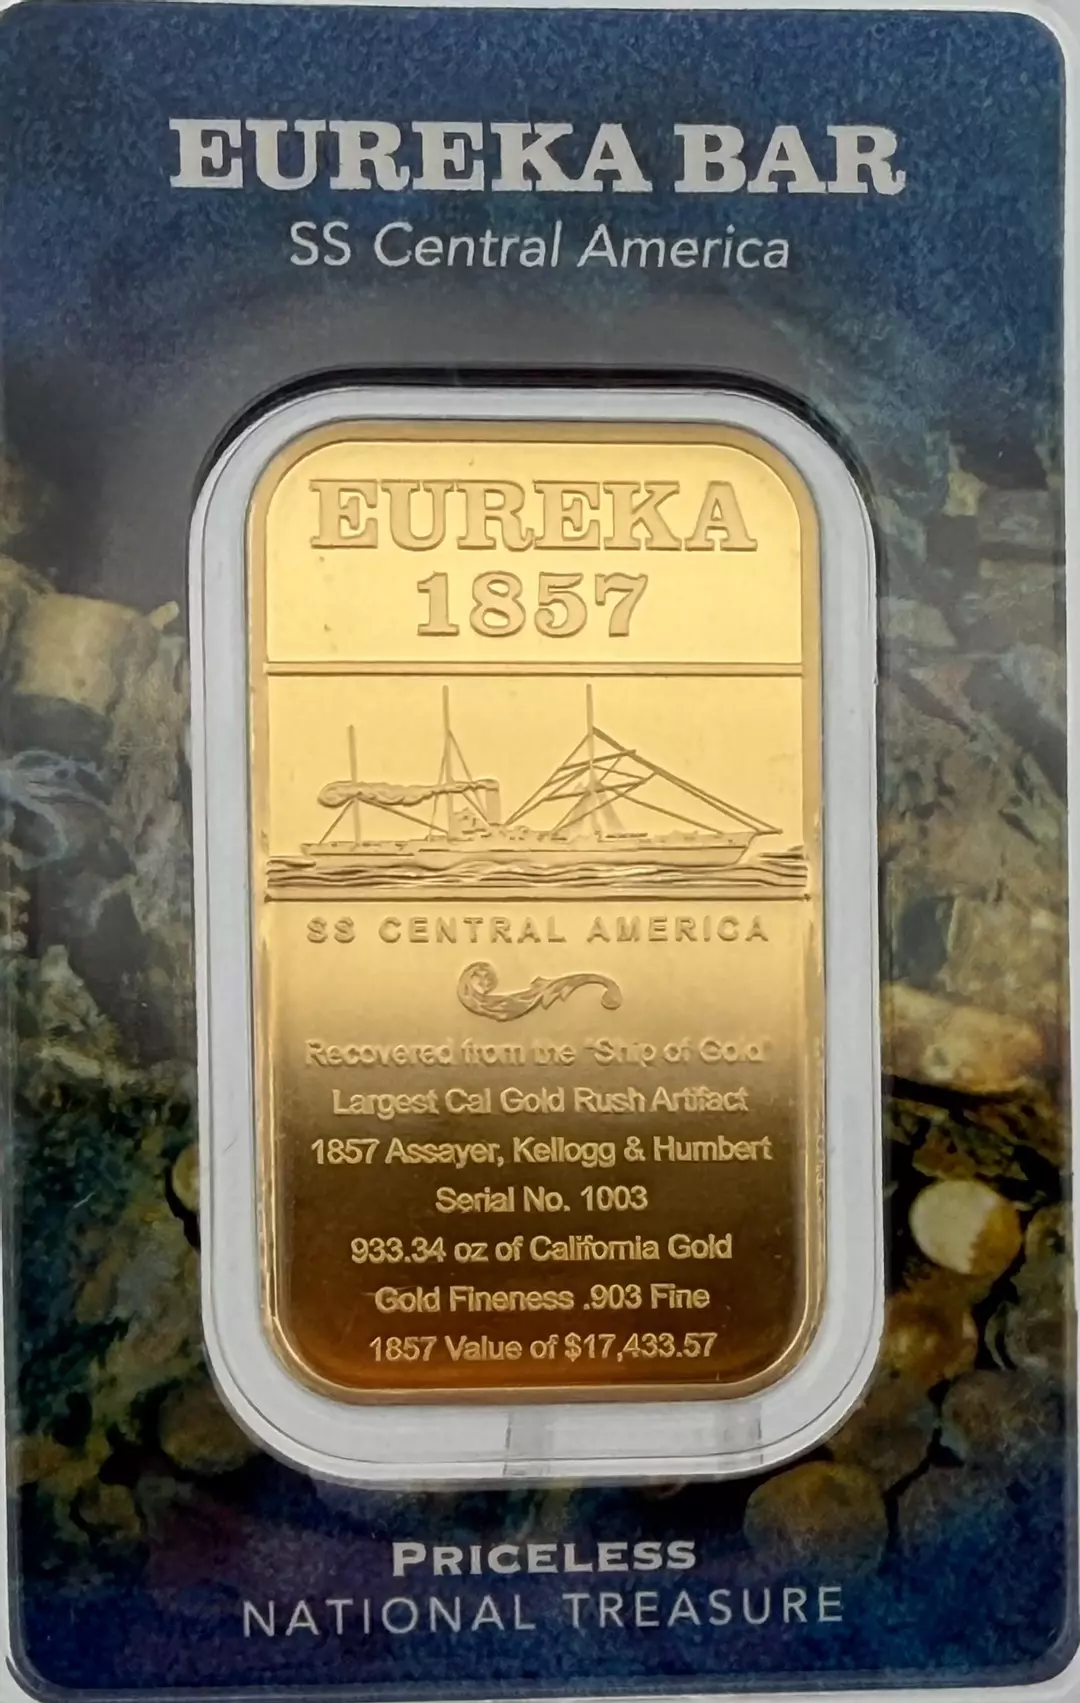 EUREKA BAR
SS Central America
EUREKA
1857
SS CENTRAL AMERICA
Recovered from the "Ship of Gold"
Largest Cal Gold Rush Artifact
1857 Assayer, Kellogg & Humbert
Serial No. 1003
933.34 oz of California Gold
Gold Fineness .903 Fine
1857 Value of $17,433.57
PRICELESS
NATIONAL TREASURE